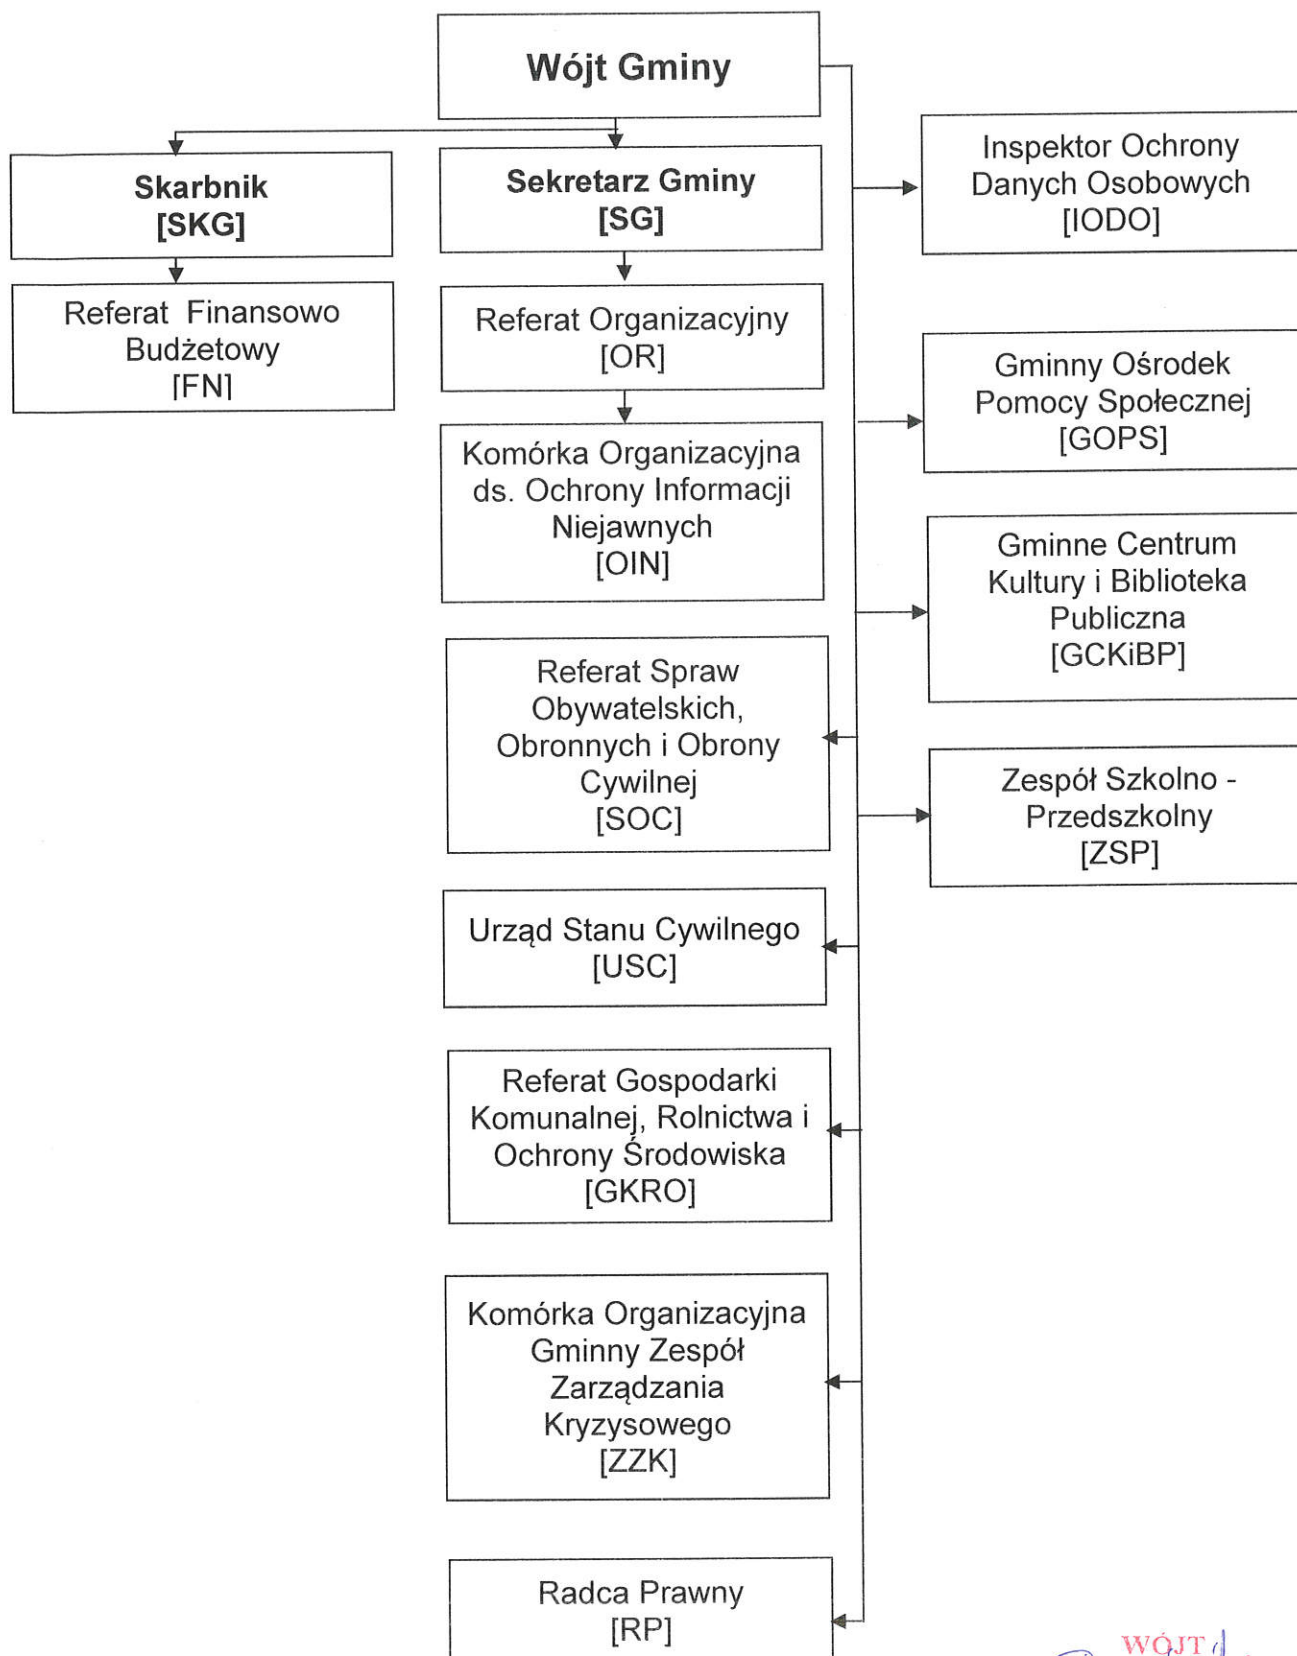 Wójt Gminy
Skarbnik
[SKG]
Sekretarz Gminy
[SG]
Inspektor Ochrony
Danych Osobowych
[IODO]
Referat Finansowo
Budżetowy
[FN]
Referat Organizacyjny
[OR]
Gminny Ośrodek
Pomocy Społecznej
[GOPS]
Komórka Organizacyjna
ds. Ochrony Informacji
Niejawnych
[OIN]
Gminne Centrum
Kultury i Biblioteka
Publiczna
[GCKiBP]
Referat Spraw
Obywatelskich,
Obronnych i Obrony
Cywilnej
[SOC]
Zespół Szkolno -
Przedszkolny
[ZSP]
Urząd Stanu Cywilnego
[USC]
Referat Gospodarki
Komunalnej, Rolnictwa i
Ochrony Środowiska
[GKRO]
Komórka Organizacyjna
Gminny Zespół
Zarządzania
Kryzysowego
[ZZK]
Radca Prawny
[RP]
WÓJT